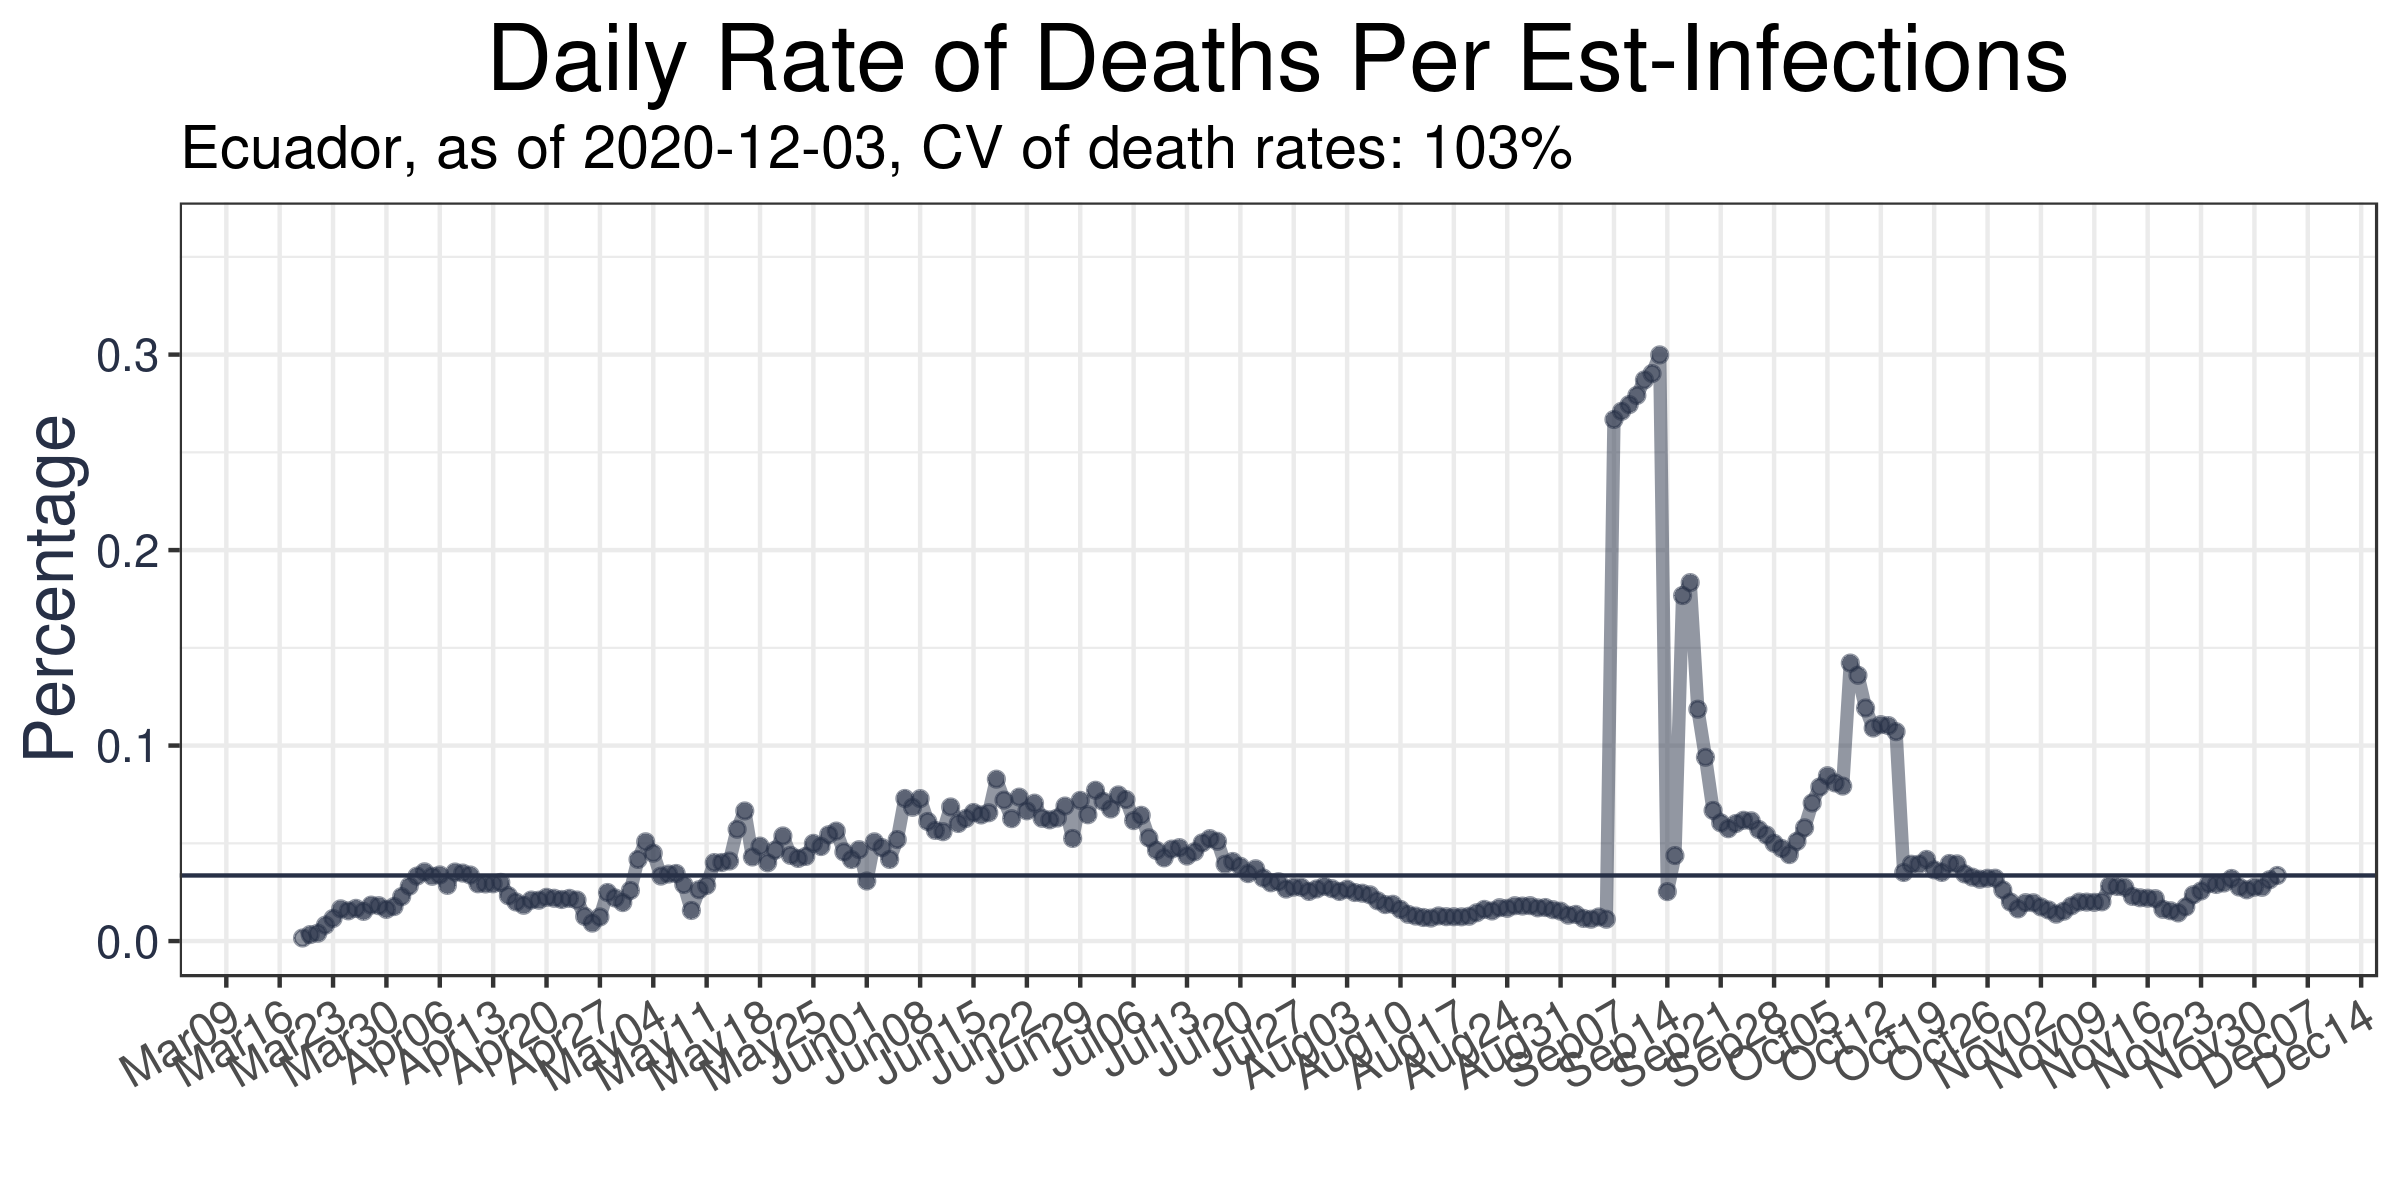 Daily Rate of Deaths Per Est-Infections
Ecuador, as of 2020-12-03, CV of death rates: 103%
Percentage
0.3
0.2
0.1
0.0
Mar09
Mar16
Mar23
Mar30
Apr06
Apr13
Apr20
Apr27
May04
May11
May18
May25
Jun01
Jun08
Jun15
Jun22
Jun29
Jul06
Jul13
Jul20
Jul27
Aug03
Aug10
Aug17
Aug24
Aug31
Sep07
Sep14
Sep21
Sep28
Oct05
Oct12
Oct19
Oct26
Nov02
Nov09
Nov16
Nov23
Nov30
Dec07
Dec14